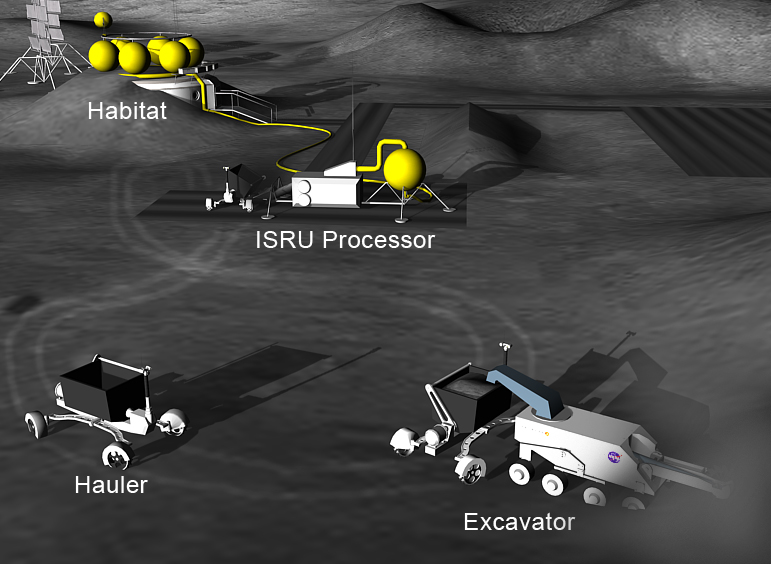 Habitat
ISRU Processor
Hauler
Excavator